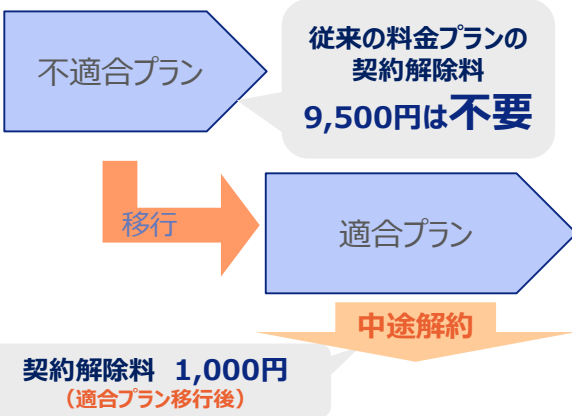 不適合プラン
従来の料金プランの
契約解除料
9,500円は不要
移行
適合プラン
中途解約
契約解除料 1,000円
（適合プラン移行後）